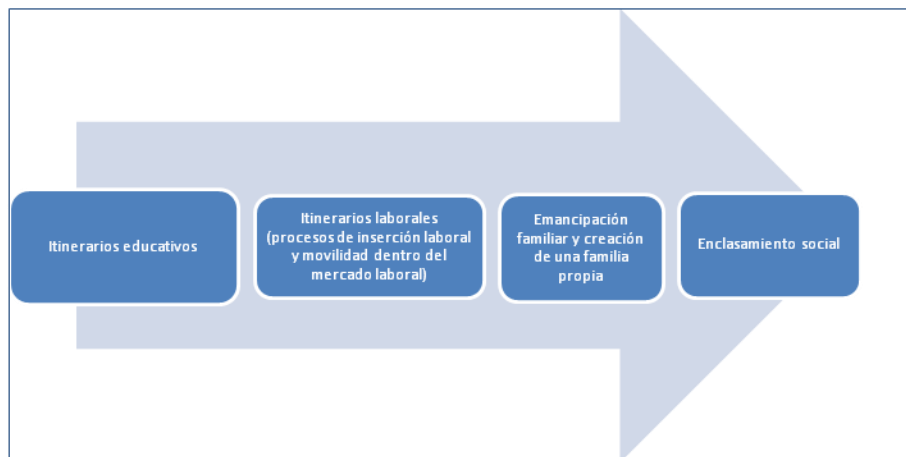 Itinerarios educativos
Itinerarios laborales
(procesos de inserción laboral
y movilidad dentro del
mercado laboral)
Emancipación
familiar y creación
de una familia
propia
Enclasamiento social